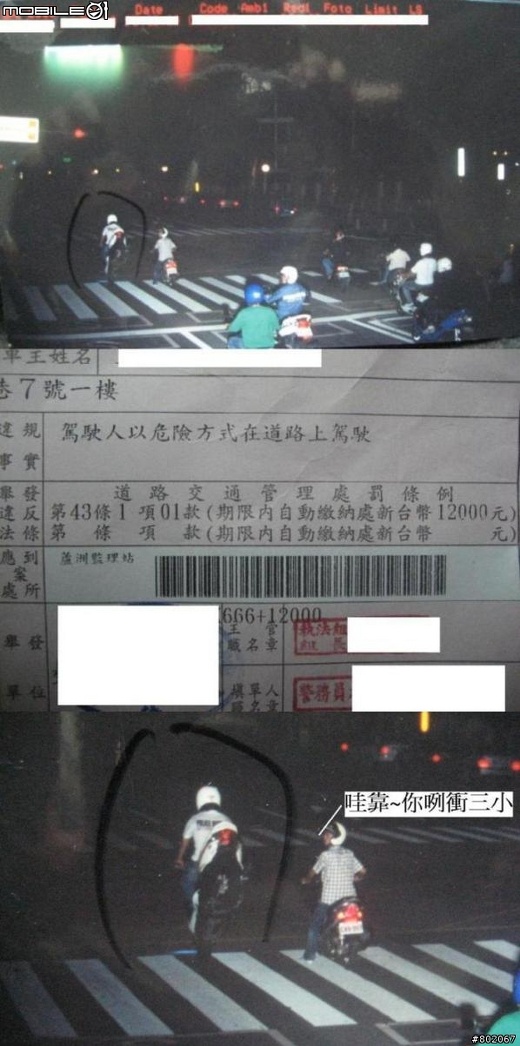 MOBILE01
Date Code Amb1 Red1 Foto Limit LS
車主姓名
巷7號一樓
違規事實
駕駛人以危險方式在道路上駕駛
舉發違反法條
道路交通管理處罰條例
第43條1項01款(期限內自動繳納處新台幣12000元)
第 條 項 款(期限內自動繳納處新台幣 元)
應到案處所
蘆洲監理站
666+12000
舉發單位
主管職名章
填單人職名章
警務員
哇靠~你咧衝三小
#802067